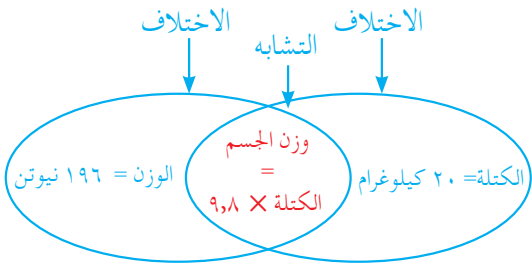 الاختلاف
التشابه
الاختلاف
الكتلة= ٢٠ كيلوغرام
وزن الجسم
=
الكتلة × ٩,٨
الوزن = ١٩٦ نيوتن